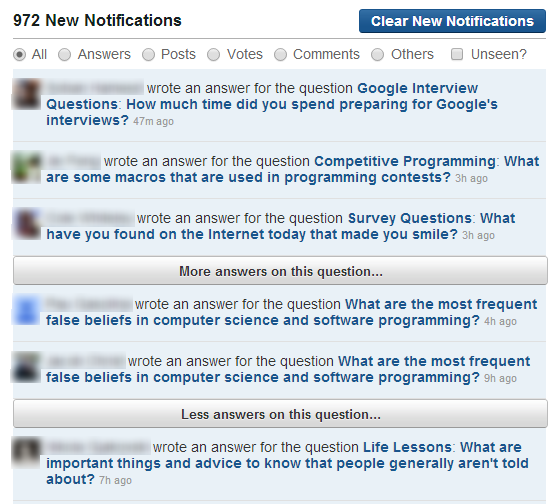 972 New Notifications
Clear New Notifications
All Answers Posts Votes Comments Others Unseen?
wrote an answer for the question Google Interview
Questions: How much time did you spend preparing for Google's
interviews? 47m ago
wrote an answer for the question Competitive Programming: What
are some macros that are used in programming contests? 3h ago
wrote an answer for the question Survey Questions: What
have you found on the Internet today that made you smile? 3h ago
More answers on this question...
wrote an answer for the question What are the most frequent
false beliefs in computer science and software programming? 4h ago
wrote an answer for the question What are the most frequent
false beliefs in computer science and software programming? 9h ago
Less answers on this question...
wrote an answer for the question Life Lessons: What are
important things and advice to know that people generally aren't told
about? 7h ago